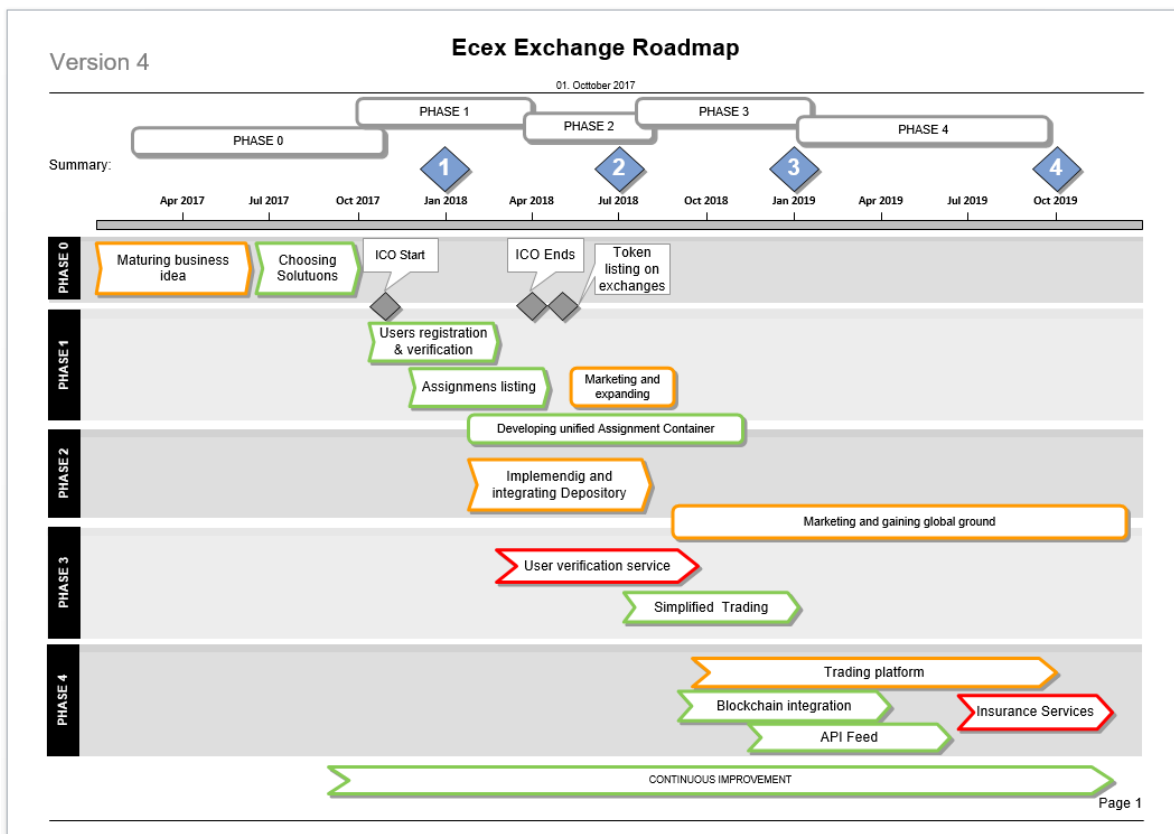 Version 4
Ecex Exchange Roadmap
01. Octtober 2017
PHASE 0
PHASE 1
PHASE 2
PHASE 3
PHASE 4
Summary:
1
2
3
4
Apr 2017
Jul 2017
Oct 2017
Jan 2018
Apr 2018
Jul 2018
Oct 2018
Jan 2019
Apr 2019
Jul 2019
Oct 2019
PHASE 0
Maturing business
idea
Choosing
Solutuons
ICO Start
ICO Ends
Token
listing on
exchanges
PHASE 1
Users registration
& verification
Assignmens listing
Marketing and
expanding
Developing unified Assignment Container
PHASE 2
Implemendig and
integrating Depository
Marketing and gaining global ground
PHASE 3
User verification service
Simplified Trading
PHASE 4
Trading platform
Blockchain integration
Insurance Services
API Feed
CONTINUOUS IMPROVEMENT
Page 1